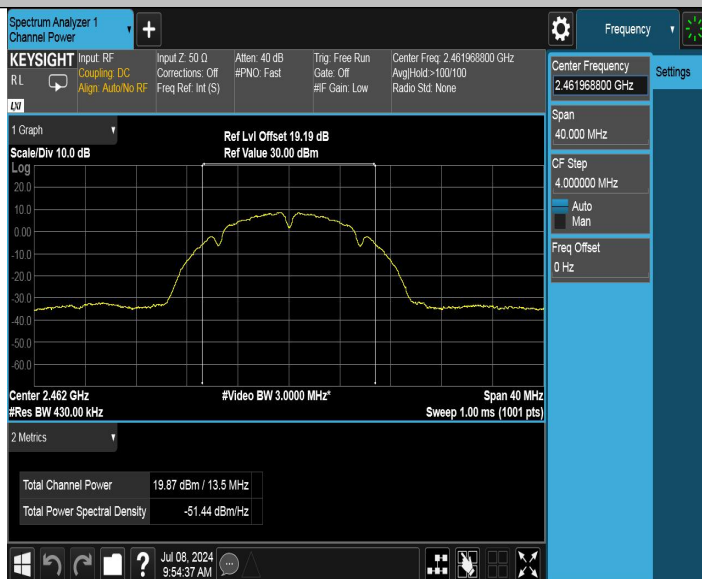 Spectrum Analyzer 1
Channel Power
+
Frequency
KEYSIGHT
RL
LXI
Input: RF
Coupling: DC
Align: Auto/No RF
Input Z: 50 Ω
Corrections: Off
Freq Ref: Int (S)
Atten: 40 dB
#PNO: Fast
Trig: Free Run
Gate: Off
#IF Gain: Low
Center Freq: 2.461968800 GHz
Avg|Hold:>100/100
Radio Std: None
Center Frequency
2.461968800 GHz
Settings
Span
40.000 MHz
CF Step
4.000000 MHz
Auto
Man
Freq Offset
0 Hz
1 Graph
Scale/Div 10.0 dB
Ref Lvl Offset 19.19 dB
Ref Value 30.00 dBm
Log
20.0
10.0
0.00
-10.0
-20.0
-30.0
-40.0
-50.0
-60.0
Center 2.462 GHz
#Res BW 430.00 kHz
#Video BW 3.0000 MHz*
Span 40 MHz
Sweep 1.00 ms (1001 pts)
2 Metrics
Total Channel Power 19.87 dBm / 13.5 MHz
Total Power Spectral Density -51.44 dBm/Hz
?
Jul 08, 2024
9:54:37 AM